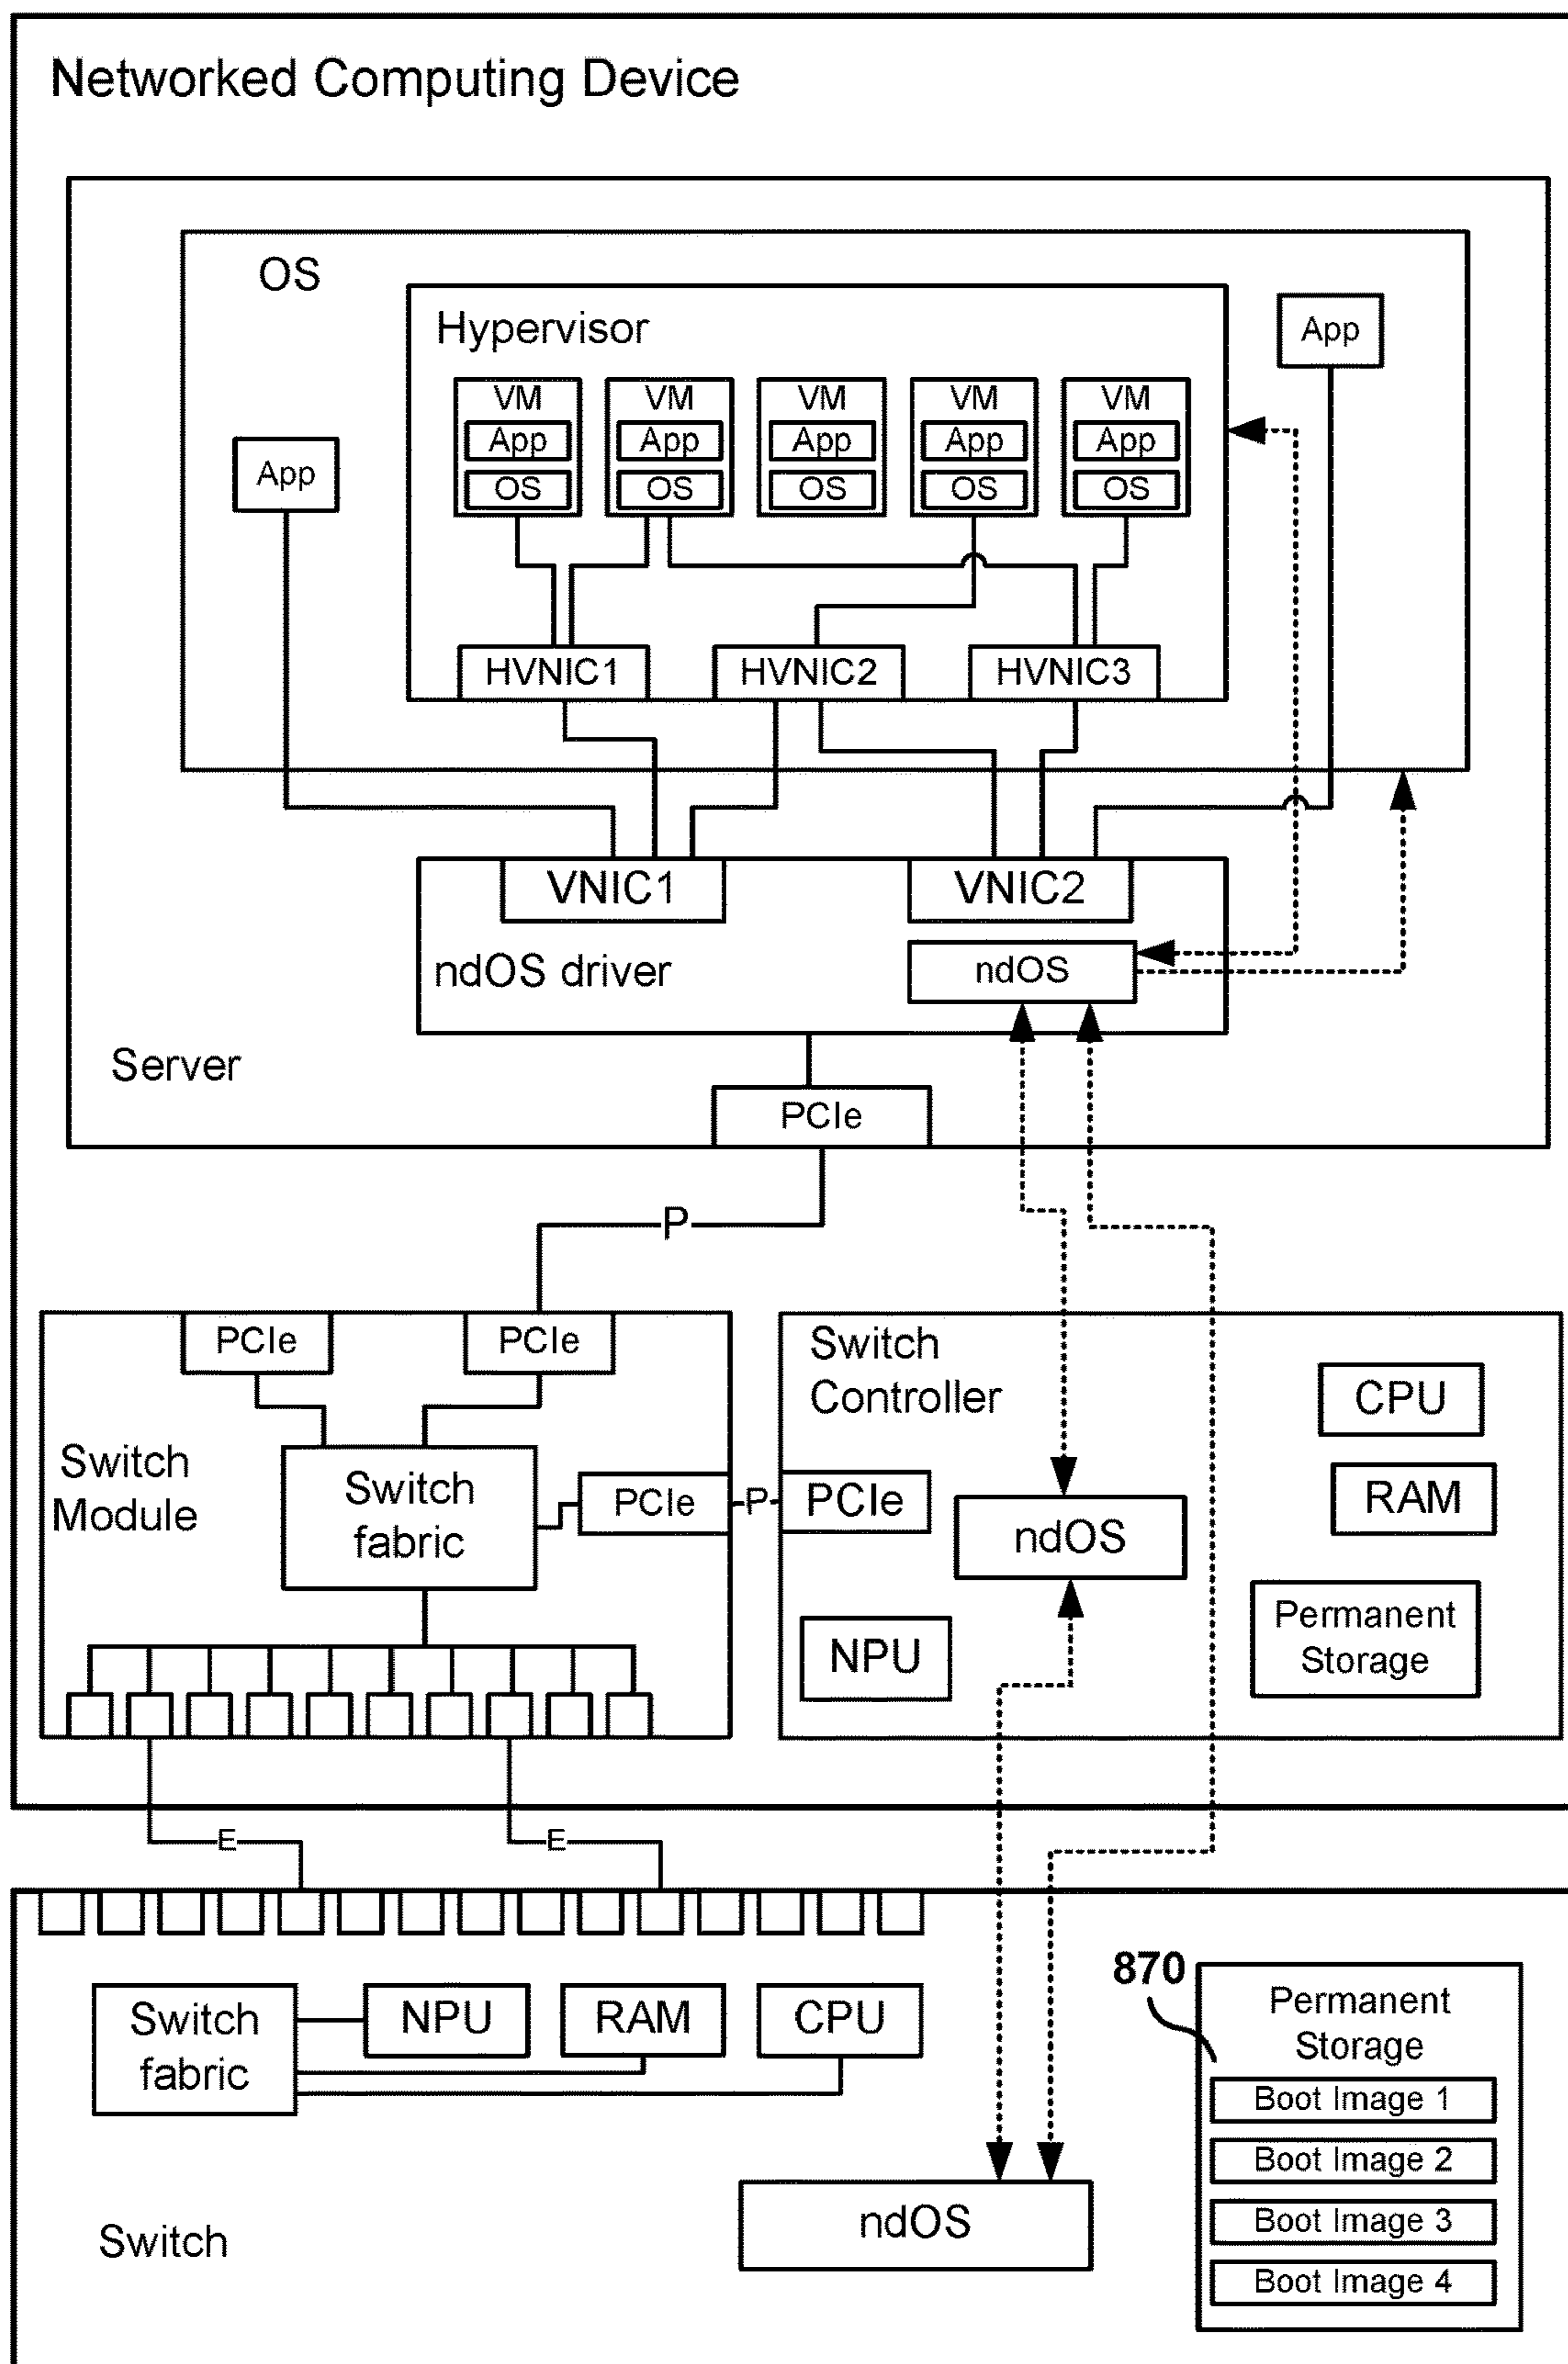 Networked Computing Device
OS
Hypervisor
App
VM
VM
VM
VM
VM
App
App
App
App
App
App
OS
OS
OS
OS
OS
HVNIC1
HVNIC2
HVNIC3
VNIC1
VNIC2
ndOS driver
ndOS
Server
PCIe
P
PCIe
PCIe
Switch
Controller
CPU
Switch
Module
Switch
fabric
PCIe
P
PCIe
ndOS
RAM
NPU
Permanent
Storage
E
E
870
Switch
fabric
NPU
RAM
CPU
Permanent
Storage
Boot Image 1
Boot Image 2
Boot Image 3
Boot Image 4
ndOS
Switch